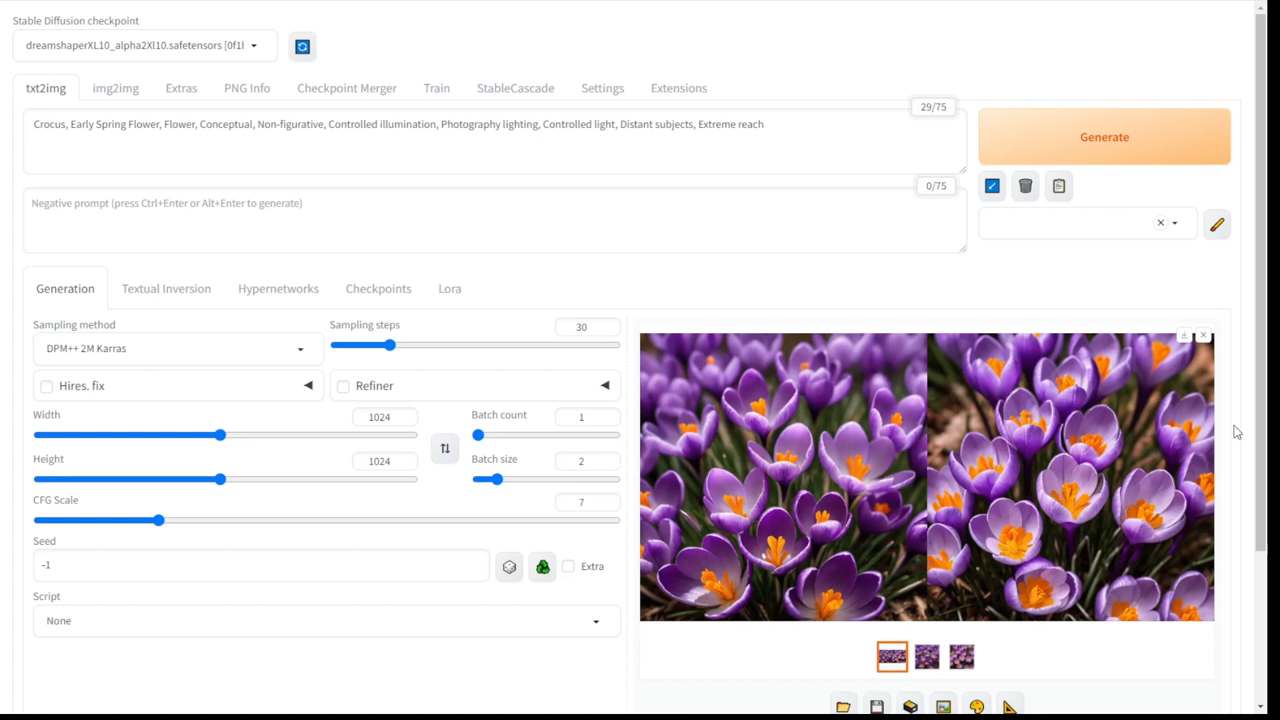 Stable Diffusion checkpoint
dreamshaperXL10_alpha2Xl10.safetensors [0f1l
txt2img img2img Extras PNG Info Checkpoint Merger Train StableCascade Settings Extensions
29/75
Crocus, Early Spring Flower, Flower, Conceptual, Non-figurative, Controlled illumination, Photography lighting, Controlled light, Distant subjects, Extreme reach
Generate
0/75
Negative prompt (press Ctrl+Enter or Alt+Enter to generate)
Generation Textual Inversion Hypernetworks Checkpoints Lora
Sampling method
DPM++ 2M Karras
Sampling steps
30
Hires. fix
Refiner
Width
1024
Height
1024
Batch count
1
Batch size
2
CFG Scale
7
Seed
-1
Extra
Script
None